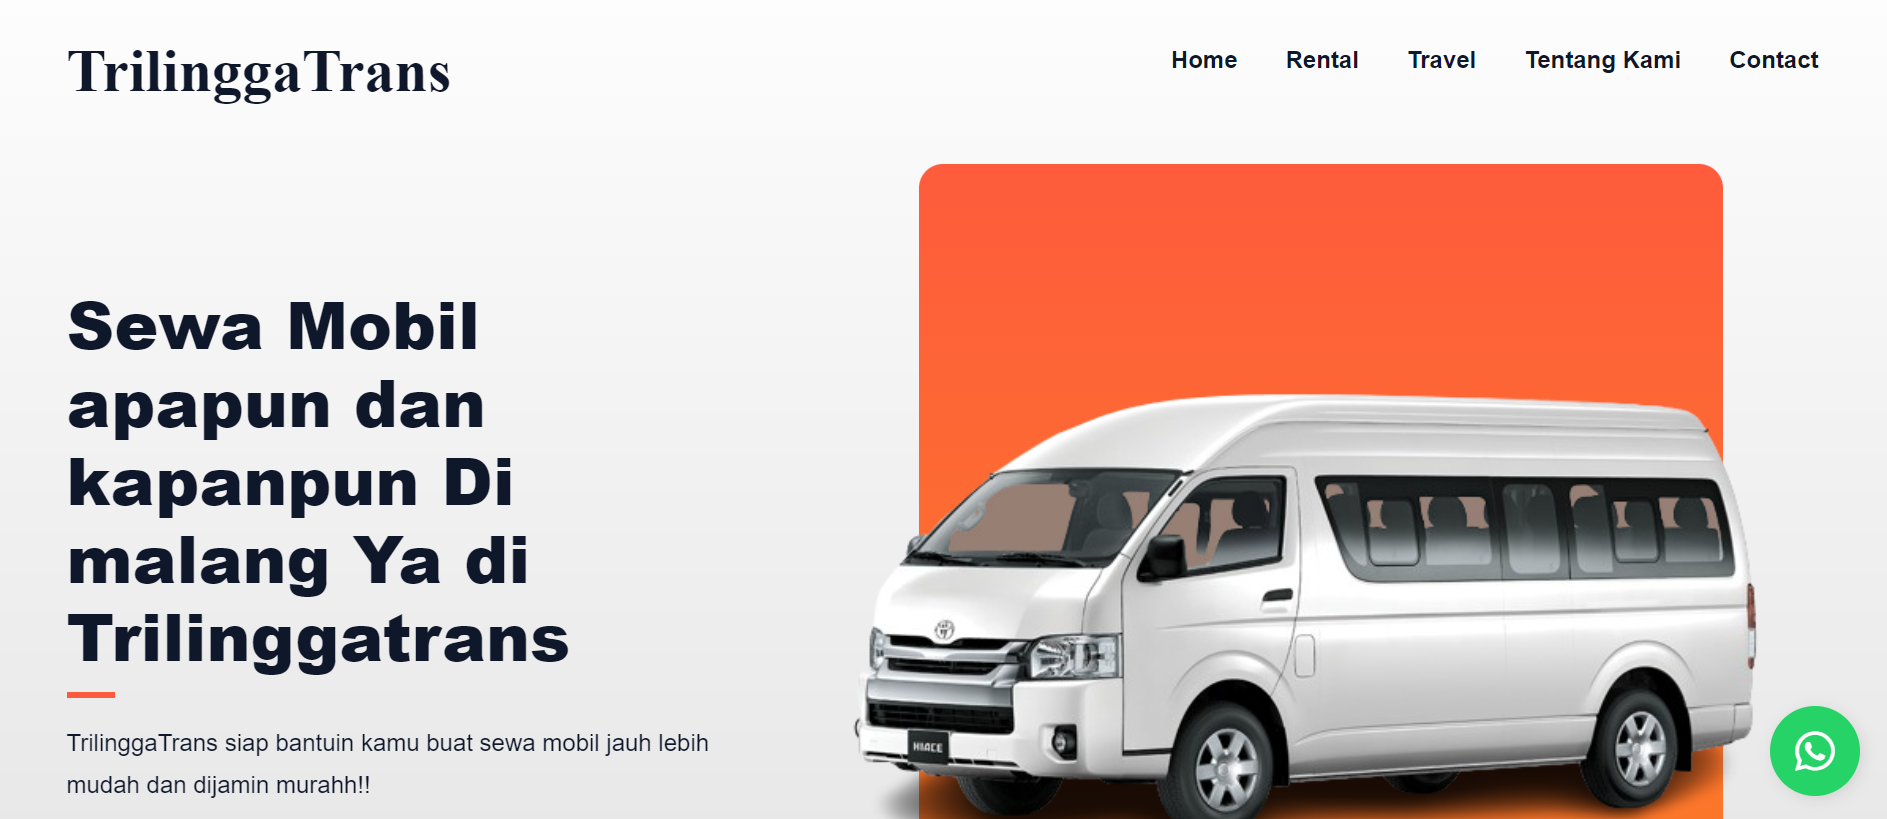 TrilinggaTrans
Home Rental Travel Tentang Kami Contact
Sewa Mobil
apapun dan
kapanpun Di
malang Ya di
Trilinggatrans
TrilinggaTrans siap bantuin kamu buat sewa mobil jauh lebih
mudah dan dijamin murahh!!
HIACE